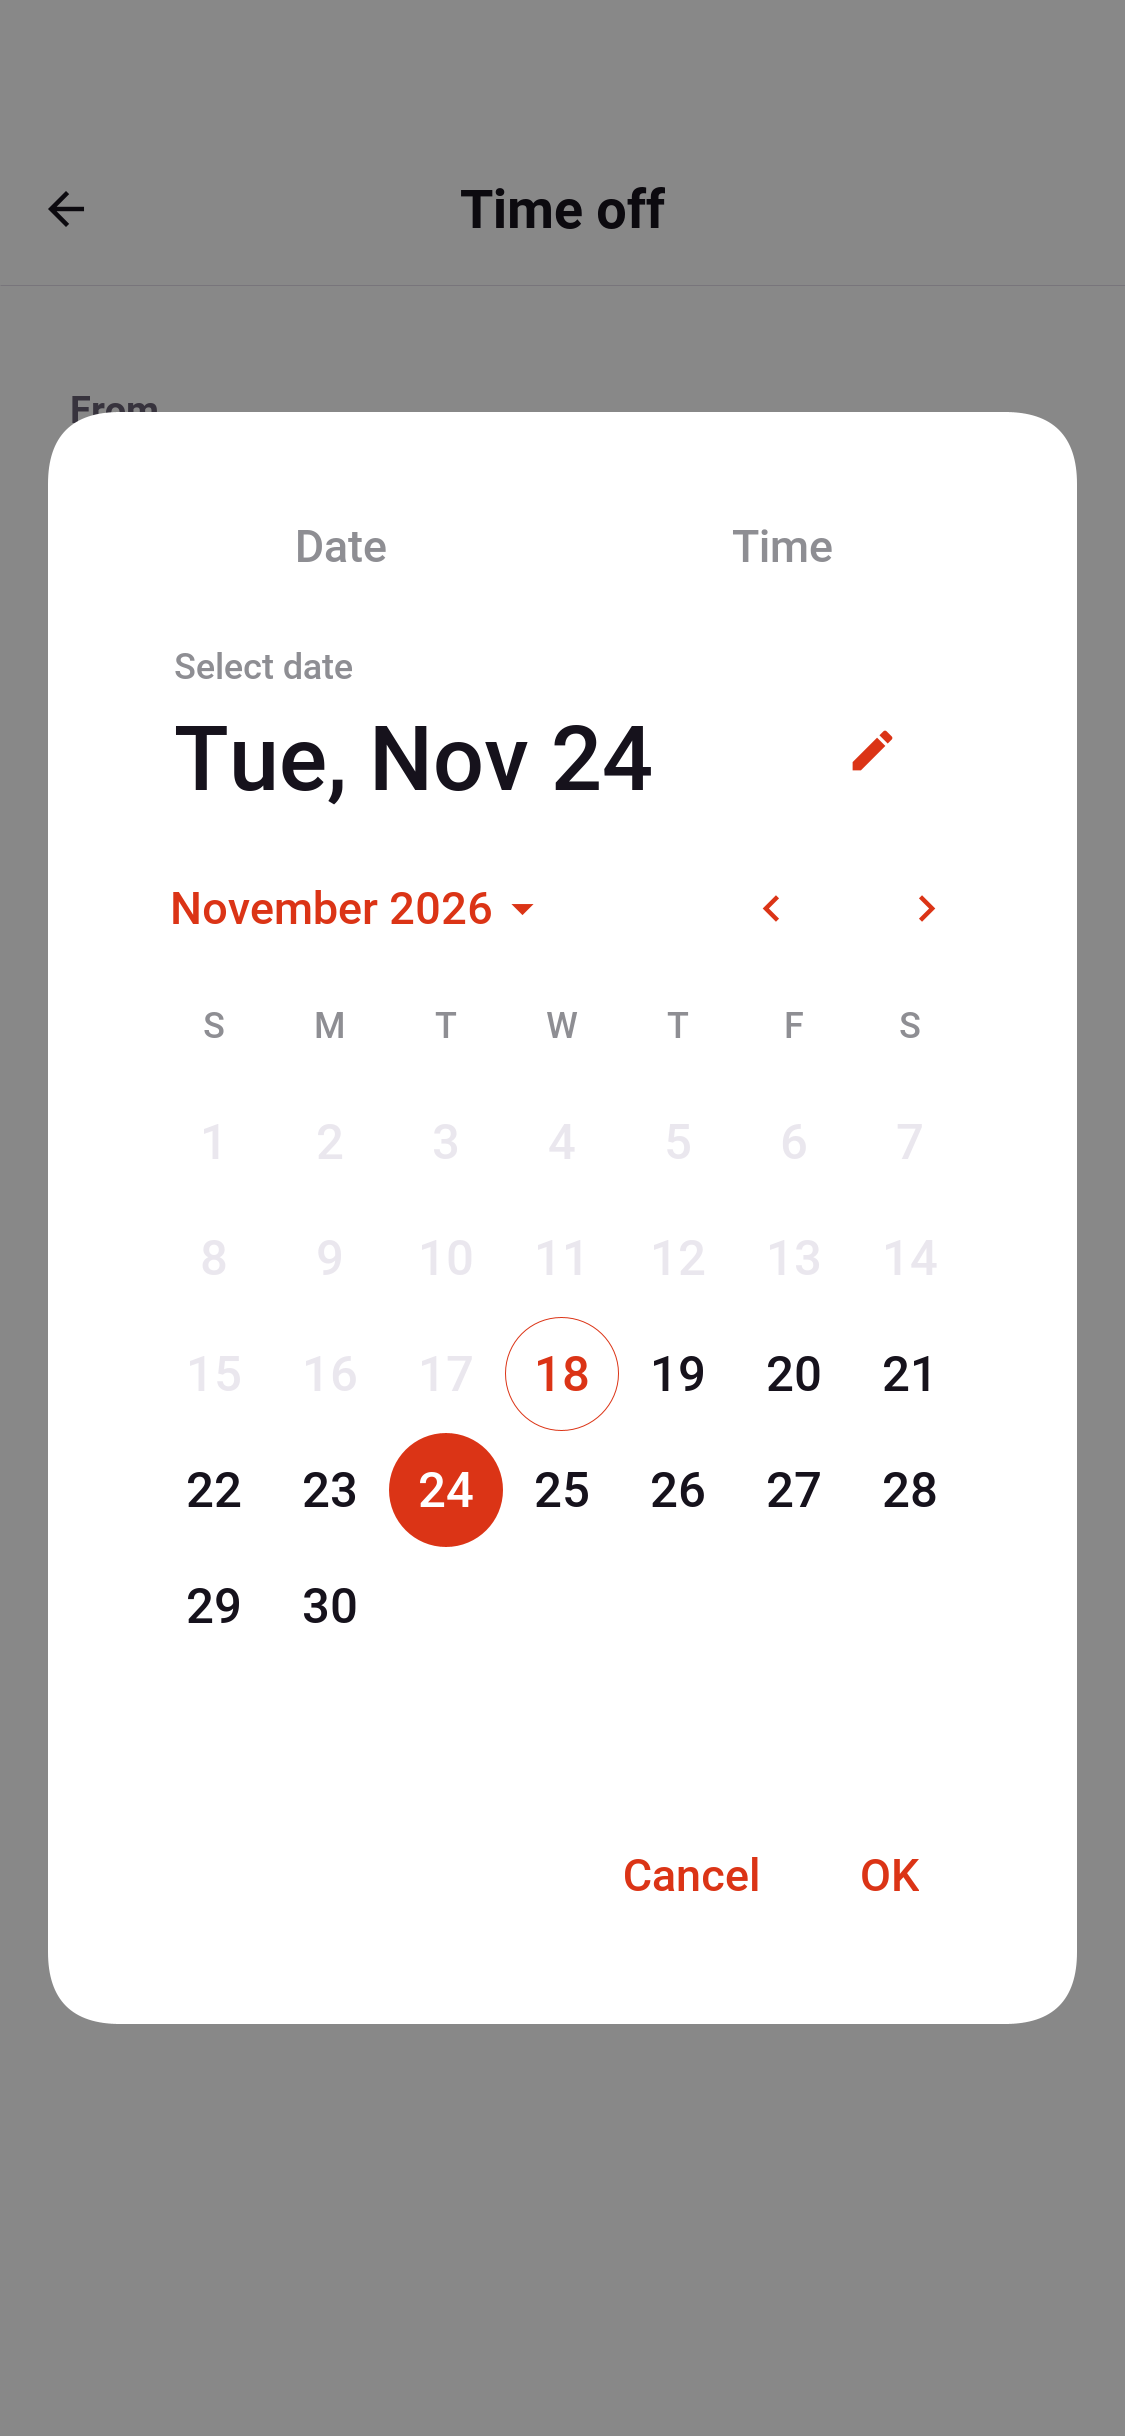 Time off
From
Date Time
Select date
Tue, Nov 24
November 2026
S M T W T F S
1 2 3 4 5 6 7
8 9 10 11 12 13 14
15 16 17 18 19 20 21
22 23 24 25 26 27 28
29 30
Cancel OK